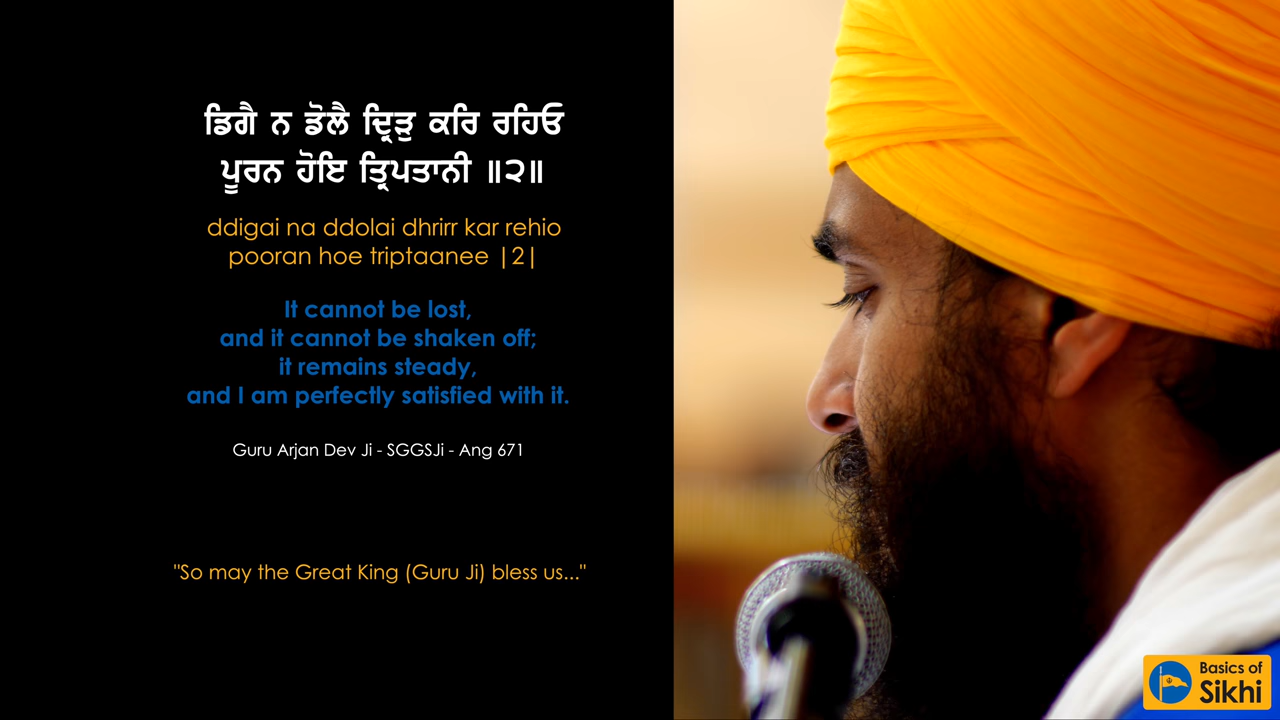 ਡਿਗੈ ਨ ਡੋਲੈ ਦ੍ਰਿੜੁ ਕਰਿ ਰਹਿਓ
ਪੂਰਨ ਹੋਇ ਤ੍ਰਿਪਤਾਨੀ ॥੨॥
ddigai na ddolai dhrirr kar rehio
pooran hoe triptaanee |2|
It cannot be lost,
and it cannot be shaken off;
it remains steady,
and I am perfectly satisfied with it.
Guru Arjan Dev Ji - SGGSJi - Ang 671
"So may the Great King (Guru Ji) bless us..."
Basics of
Sikhi